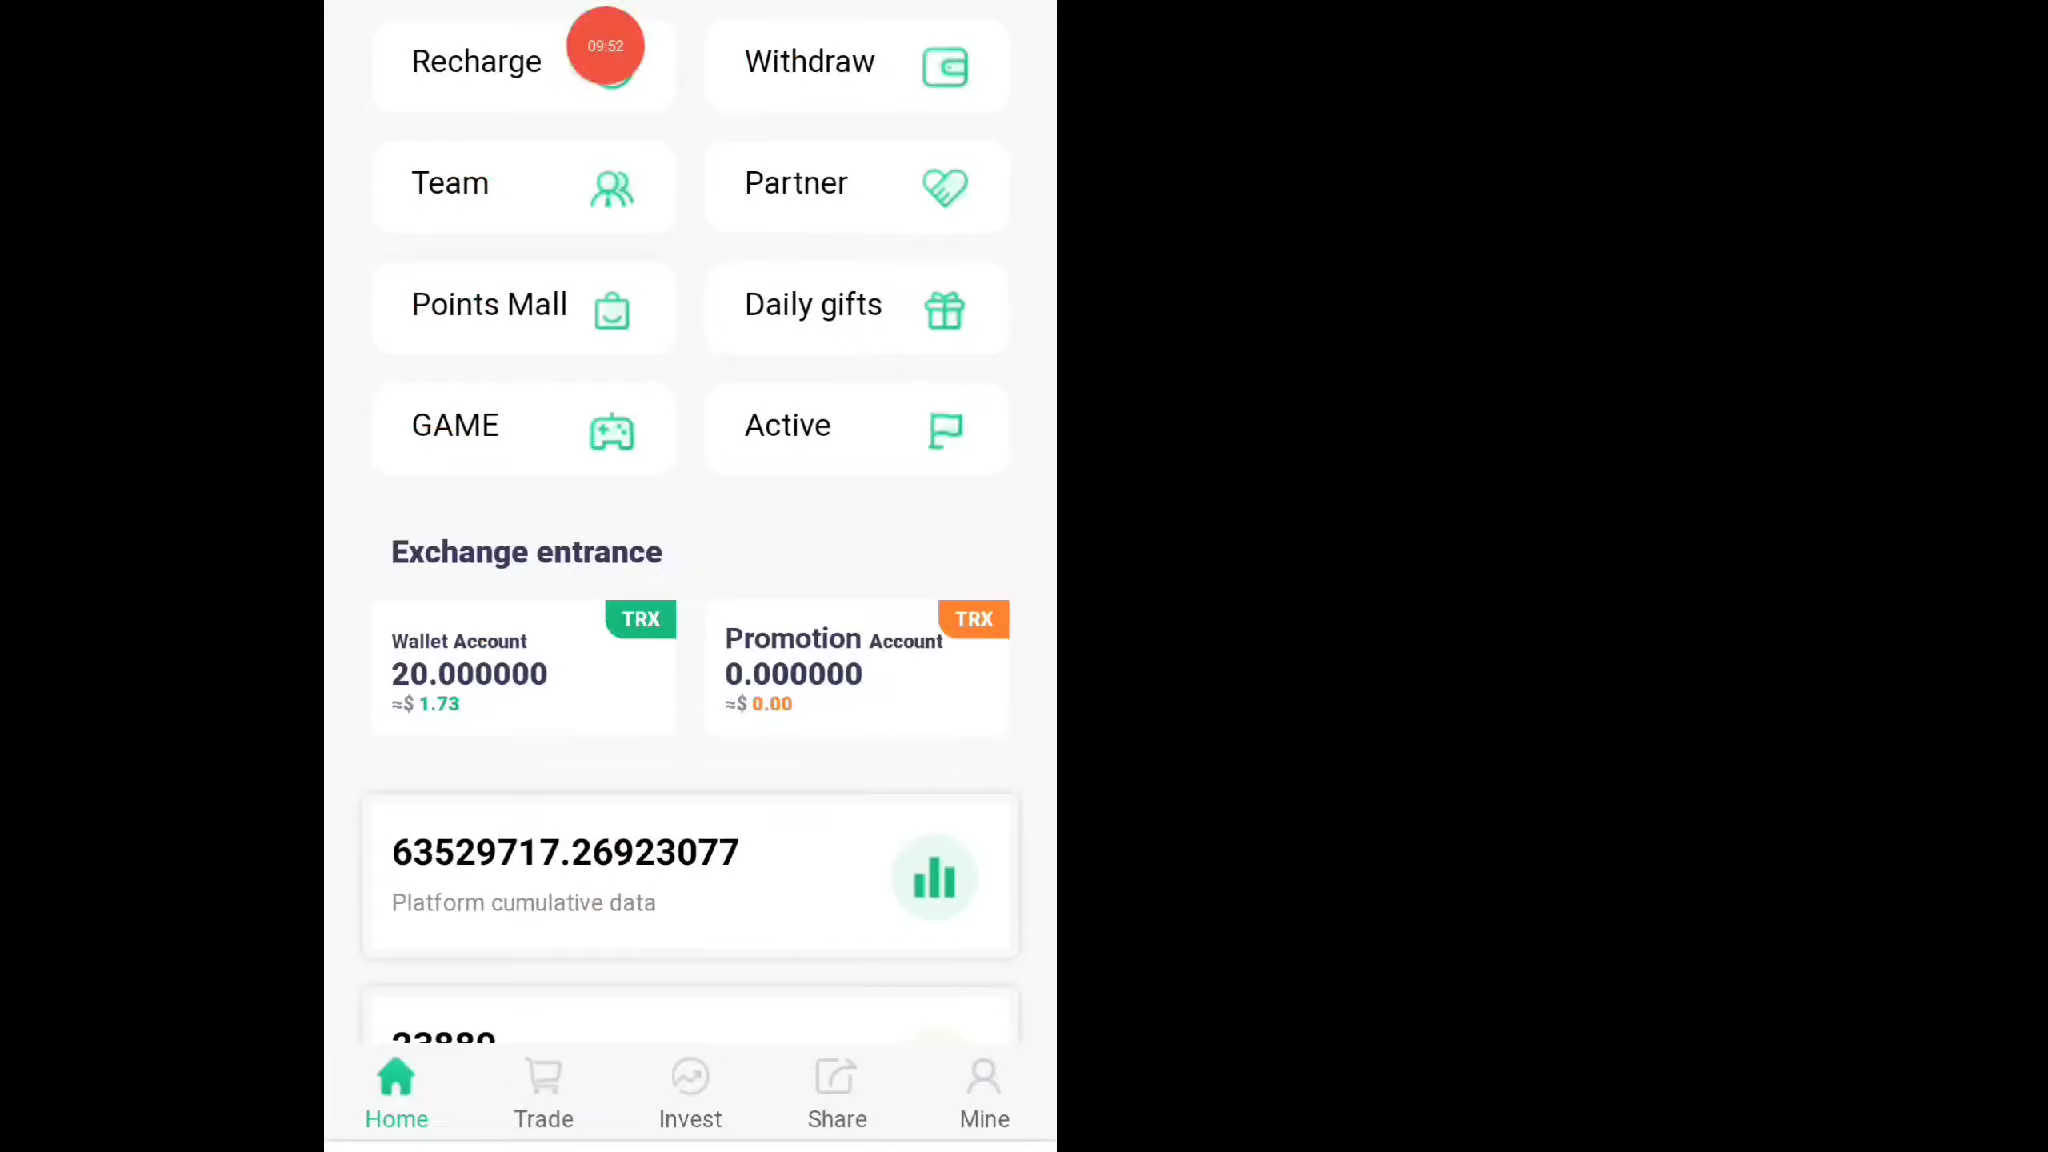 Recharge
09:52
Withdraw
Team
Partner
Points Mall
Daily gifts
GAME
Active
Exchange entrance
TRX
Wallet Account
20.000000
≈$ 1.73
TRX
Promotion Account
0.000000
≈$ 0.00
63529717.26923077
Platform cumulative data
23889
Home
Trade
Invest
Share
Mine